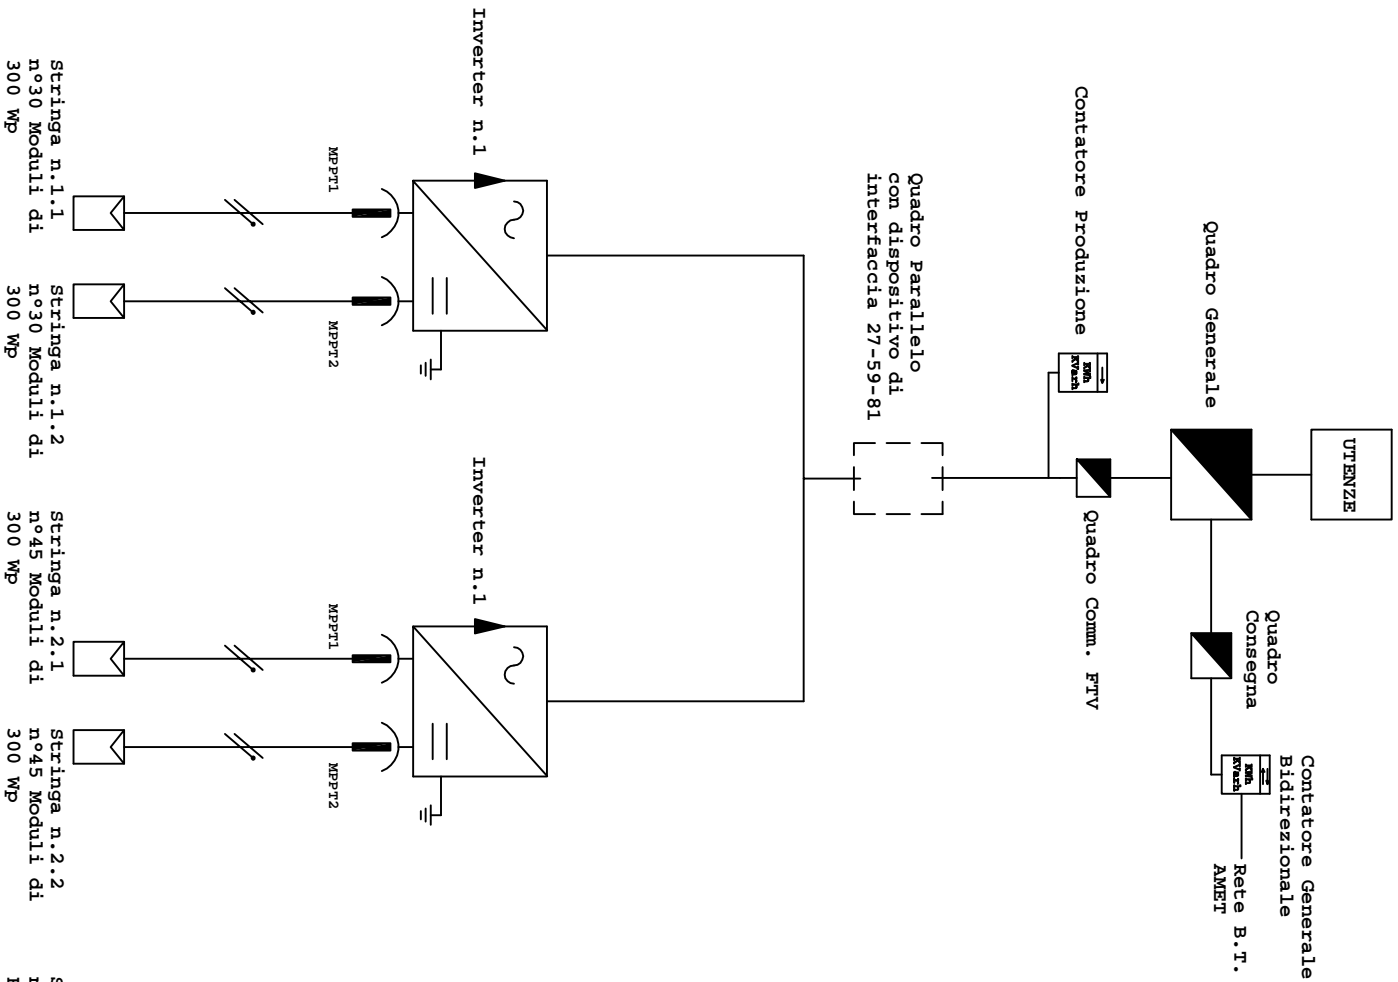 UTENZE
Quadro Generale
Contatore Generale
Bidirezionale
Quadro
Consegna
KWh
KVarh
Rete B.T.
AMET
Contatore Produzione
KWh
KVarh
Quadro Comm. FTV
Quadro Parallelo
con dispositivo di
interfaccia 27-59-81
Inverter n.1
Inverter n.1
MPPT1
MPPT2
MPPT1
MPPT2
Stringa n.1.1
n°30 Moduli di
300 Wp
Stringa n.1.2
n°30 Moduli di
300 Wp
Stringa n.2.1
n°45 Moduli di
300 Wp
Stringa n.2.2
n°45 Moduli di
300 Wp